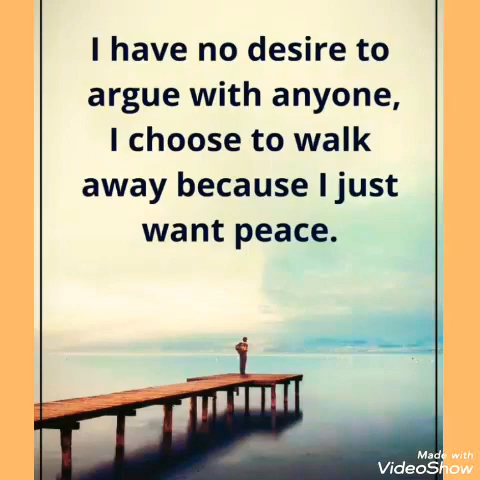 I have no desire to
argue with anyone,
I choose to walk
away because I just
want peace.
Made with
VideoShow